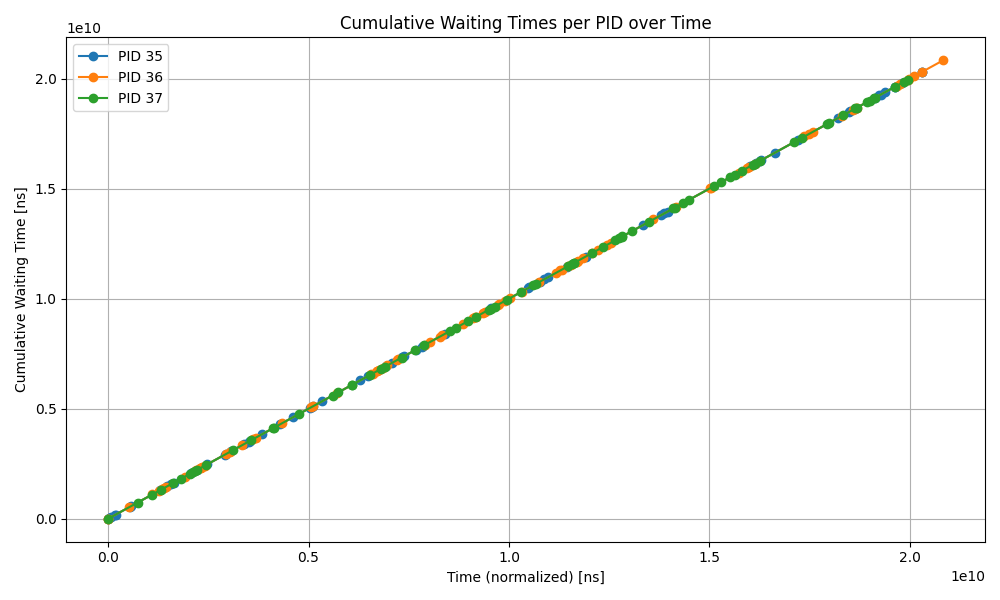 Cumulative Waiting Times per PID over Time
1e10
PID 35
PID 36
PID 37
2.0
1.5
1.0
0.5
0.0
Cumulative Waiting Time [ns]
0.0 0.5 1.0 1.5 2.0
Time (normalized) [ns]
1e10